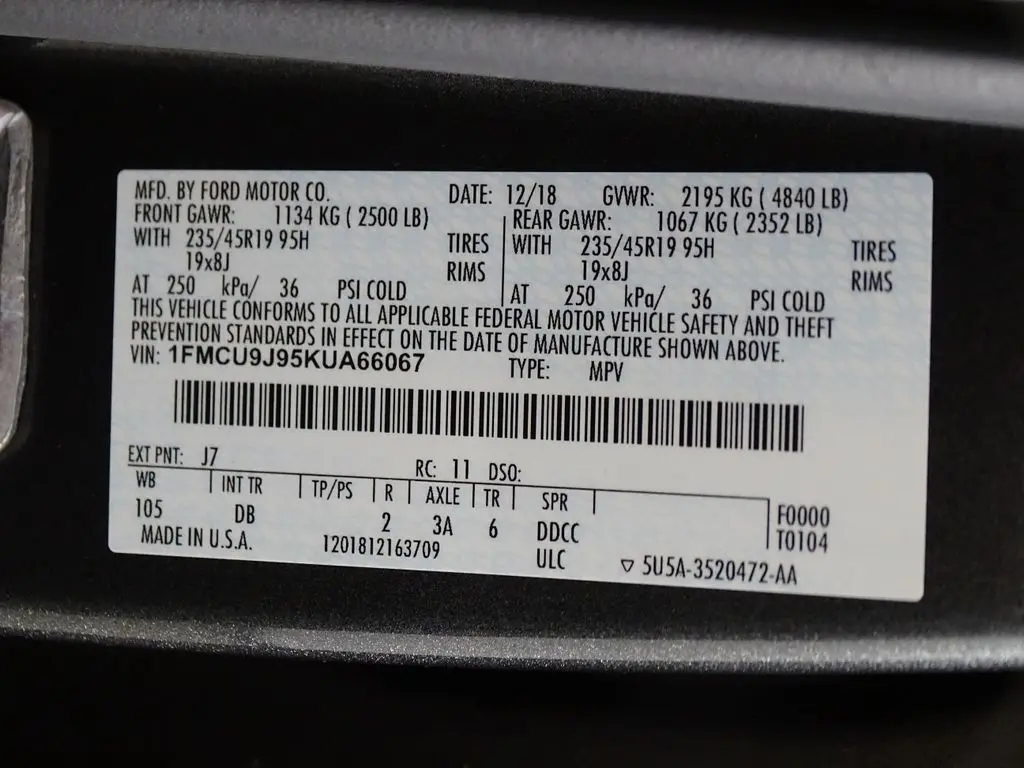 MFD. BY FORD MOTOR CO. DATE: 12/18 GVWR: 2195 KG ( 4840 LB)
FRONT GAWR: 1134 KG ( 2500 LB) REAR GAWR: 1067 KG ( 2352 LB)
WITH 235/45R19 95H TIRES WITH 235/45R19 95H TIRES
19x8J RIMS 19x8J RIMS
AT 250 kPa/ 36 PSI COLD AT 250 kPa/ 36 PSI COLD
THIS VEHICLE CONFORMS TO ALL APPLICABLE FEDERAL MOTOR VEHICLE SAFETY AND THEFT
PREVENTION STANDARDS IN EFFECT ON THE DATE OF MANUFACTURE SHOWN ABOVE.
VIN: 1FMCU9J95KUA66067 TYPE: MPV
EXT PNT: J7 RC: 11 DSO:
WB INT TR TP/PS R AXLE TR SPR
105 DB 2 3A 6 DDCC F0000
MADE IN U.S.A. 1201812163709 ULC T0104
▽ 5U5A-3520472-AA